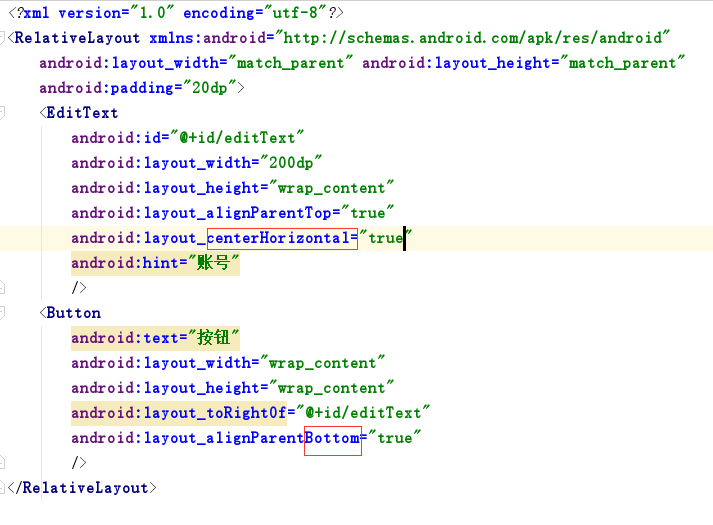 <?xml version="1.0" encoding="utf-8"?>
<RelativeLayout xmlns:android="http://schemas.android.com/apk/res/android"
    android:layout_width="match_parent" android:layout_height="match_parent"
    android:padding="20dp">
    <EditText
        android:id="@+id/editText"
        android:layout_width="200dp"
        android:layout_height="wrap_content"
        android:layout_alignParentTop="true"
        android:layout_centerHorizontal="true"
        android:hint="账号"
        />
    <Button
        android:text="按钮"
        android:layout_width="wrap_content"
        android:layout_height="wrap_content"
        android:layout_toRightOf="@+id/editText"
        android:layout_alignParentBottom="true"
        />
</RelativeLayout>